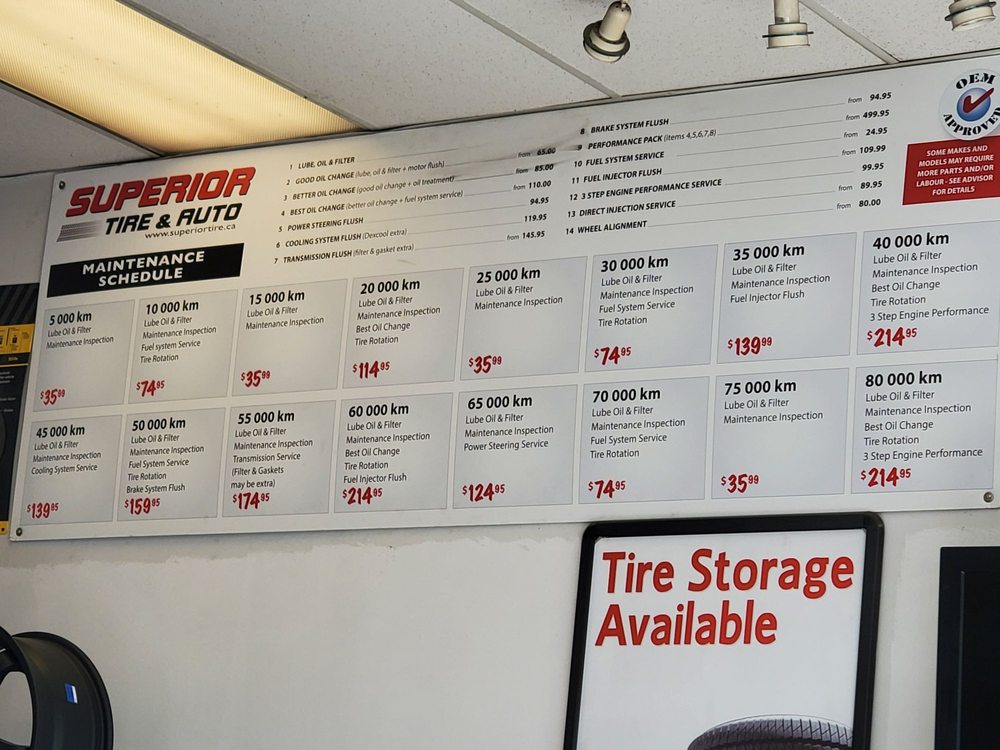 SUPERIOR
TIRE & AUTO
www.superiortire.ca
MAINTENANCE
SCHEDULE
1 LUBE, OIL & FILTER from 65.00
2 GOOD OIL CHANGE (lube, oil & filter + motor flush) from 85.00
3 BETTER OIL CHANGE (good oil change + oil treatment) from 110.00
4 BEST OIL CHANGE (better oil change + fuel system service) 94.95
5 POWER STEERING FLUSH 119.95
6 COOLING SYSTEM FLUSH (Dexcool extra) from 145.95
7 TRANSMISSION FLUSH (filter & gasket extra)
8 BRAKE SYSTEM FLUSH from 94.95
9 PERFORMANCE PACK (items 4,5,6,7,8) from 499.95
10 FUEL SYSTEM SERVICE from 24.95
11 FUEL INJECTOR FLUSH from 109.99
12 3 STEP ENGINE PERFORMANCE SERVICE 99.95
13 DIRECT INJECTION SERVICE from 89.95
14 WHEEL ALIGNMENT from 80.00
OEM
APPROVED
SOME MAKES AND
MODELS MAY REQUIRE
MORE PARTS AND/OR
LABOUR - SEE ADVISOR
FOR DETAILS
5 000 km
Lube Oil & Filter
Maintenance Inspection
$35.99
10 000 km
Lube Oil & Filter
Maintenance Inspection
Fuel system Service
Tire Rotation
$74.95
15 000 km
Lube Oil & Filter
Maintenance Inspection
$35.99
20 000 km
Lube Oil & Filter
Maintenance Inspection
Best Oil Change
Tire Rotation
$114.95
25 000 km
Lube Oil & Filter
Maintenance Inspection
$35.99
30 000 km
Lube Oil & Filter
Maintenance Inspection
Fuel System Service
Tire Rotation
$74.95
35 000 km
Lube Oil & Filter
Maintenance Inspection
Fuel Injector Flush
$139.99
40 000 km
Lube Oil & Filter
Maintenance Inspection
Best Oil Change
Tire Rotation
3 Step Engine Performance
$214.95
45 000 km
Lube Oil & Filter
Maintenance Inspection
Cooling System Service
$139.95
50 000 km
Lube Oil & Filter
Maintenance Inspection
Fuel System Service
Tire Rotation
Brake System Flush
$159.95
55 000 km
Lube Oil & Filter
Maintenance Inspection
Transmission Service
(Filter & Gaskets
may be extra)
$174.95
60 000 km
Lube Oil & Filter
Maintenance Inspection
Best Oil Change
Tire Rotation
Fuel Injector Flush
$214.95
65 000 km
Lube Oil & Filter
Maintenance Inspection
Power Steering Service
$124.95
70 000 km
Lube Oil & Filter
Maintenance Inspection
Fuel System Service
Tire Rotation
$74.95
75 000 km
Lube Oil & Filter
Maintenance Inspection
$35.99
80 000 km
Lube Oil & Filter
Maintenance Inspection
Best Oil Change
Tire Rotation
3 Step Engine Performance
$214.95
Tire Storage
Available